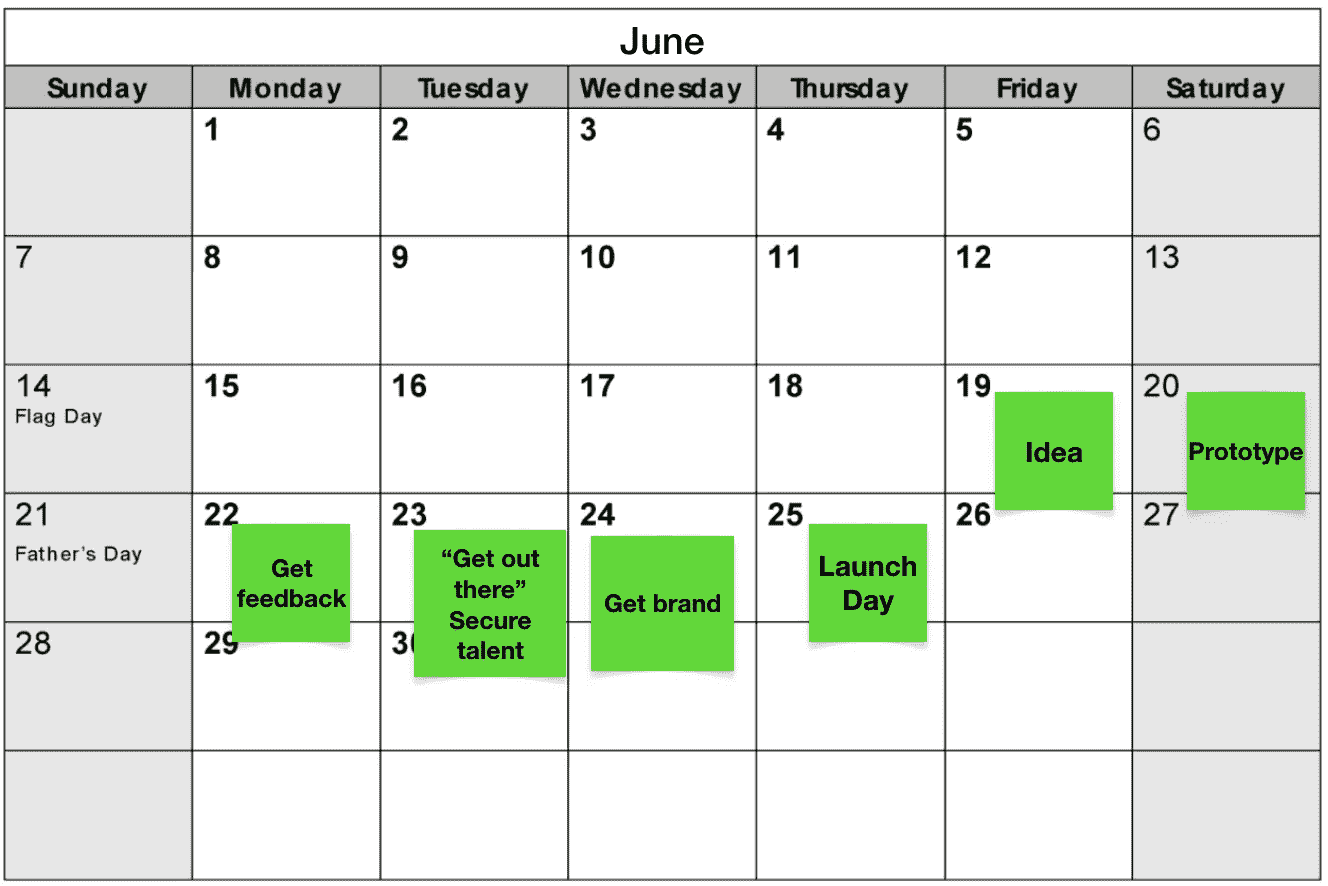 June
Sunday Monday Tuesday Wednesday Thursday Friday Saturday
1 2 3 4 5 6
7 8 9 10 11 12 13
14 15 16 17 18 19 20
Flag Day
Idea
Prototype
21 22 23 24 25 26 27
Father's Day
Get
feedback
“Get out
there”
Secure
talent
Get brand
Launch
Day
28 29 30